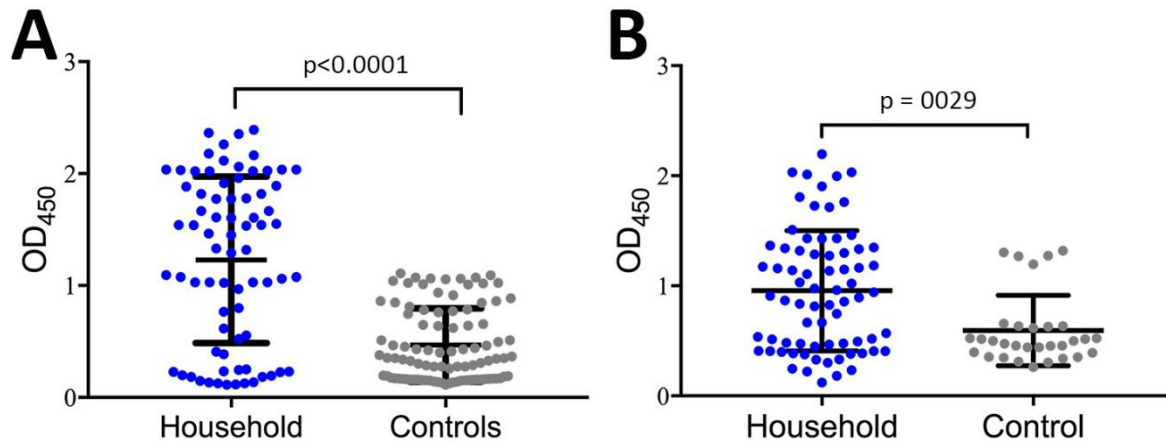 A
B
3
2
1
0
OD450
p<0.0001
Household
Controls
3
2
1
0
OD450
p = 0029
Household
Control